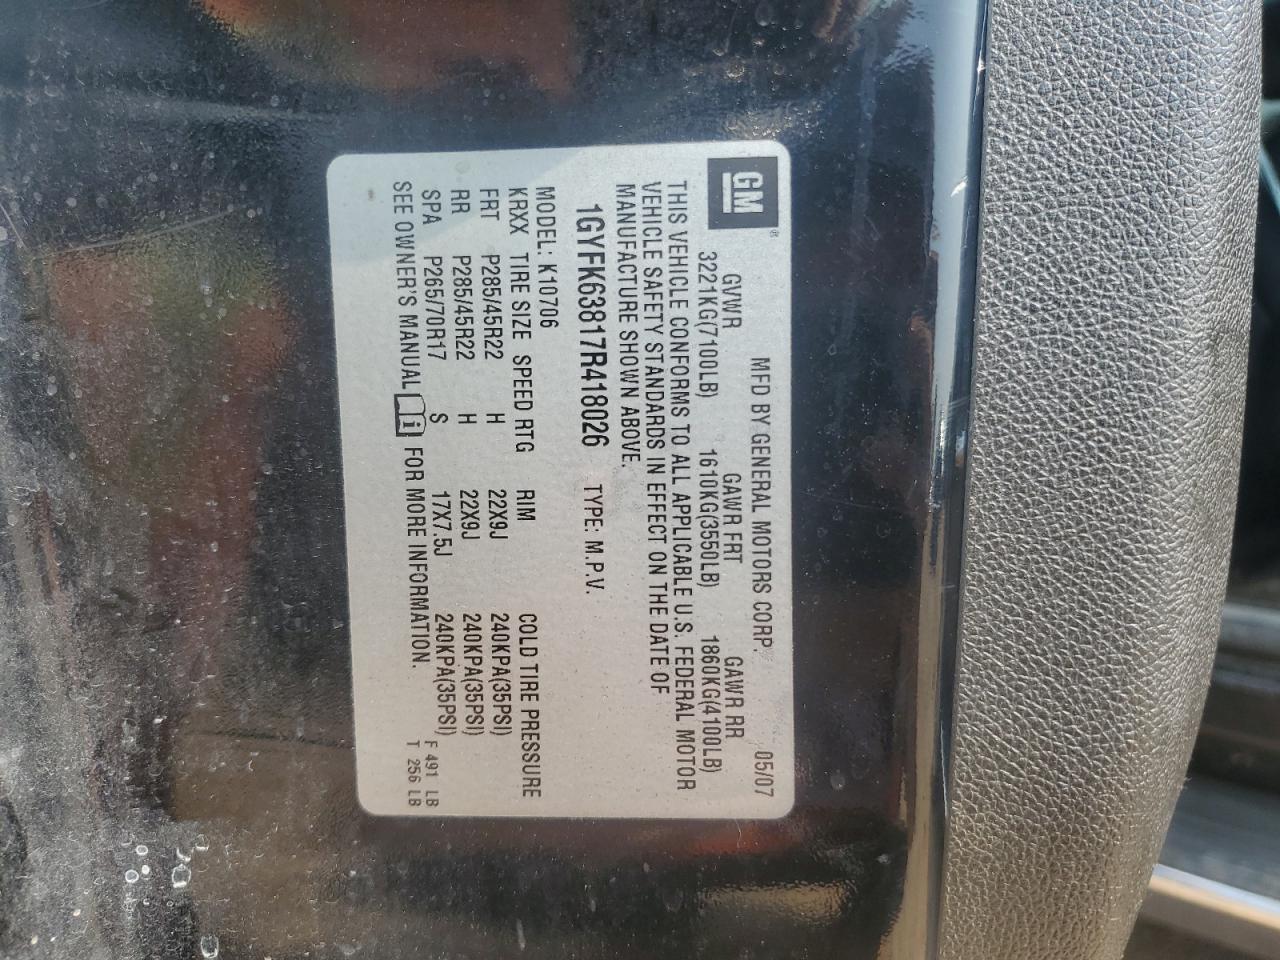 GM®
MFD BY GENERAL MOTORS CORP. 05/07
GVWR GAWR FRT GAWR RR
3221KG(7100LB) 1610KG(3550LB) 1860KG(4100LB)
THIS VEHICLE CONFORMS TO ALL APPLICABLE U.S. FEDERAL MOTOR
VEHICLE SAFETY STANDARDS IN EFFECT ON THE DATE OF
MANUFACTURE SHOWN ABOVE.
1GYFK63817R418026 TYPE: M.P.V.
MODEL: K10706
KRXX TIRE SIZE SPEED RTG RIM COLD TIRE PRESSURE
FRT P285/45R22 H 22X9J 240KPA(35PSI)
RR P285/45R22 H 22X9J 240KPA(35PSI)
SPA P265/70R17 S 17X7.5J 240KPA(35PSI) F 491 LB
SEE OWNER'S MANUAL i FOR MORE INFORMATION. T 256 LB